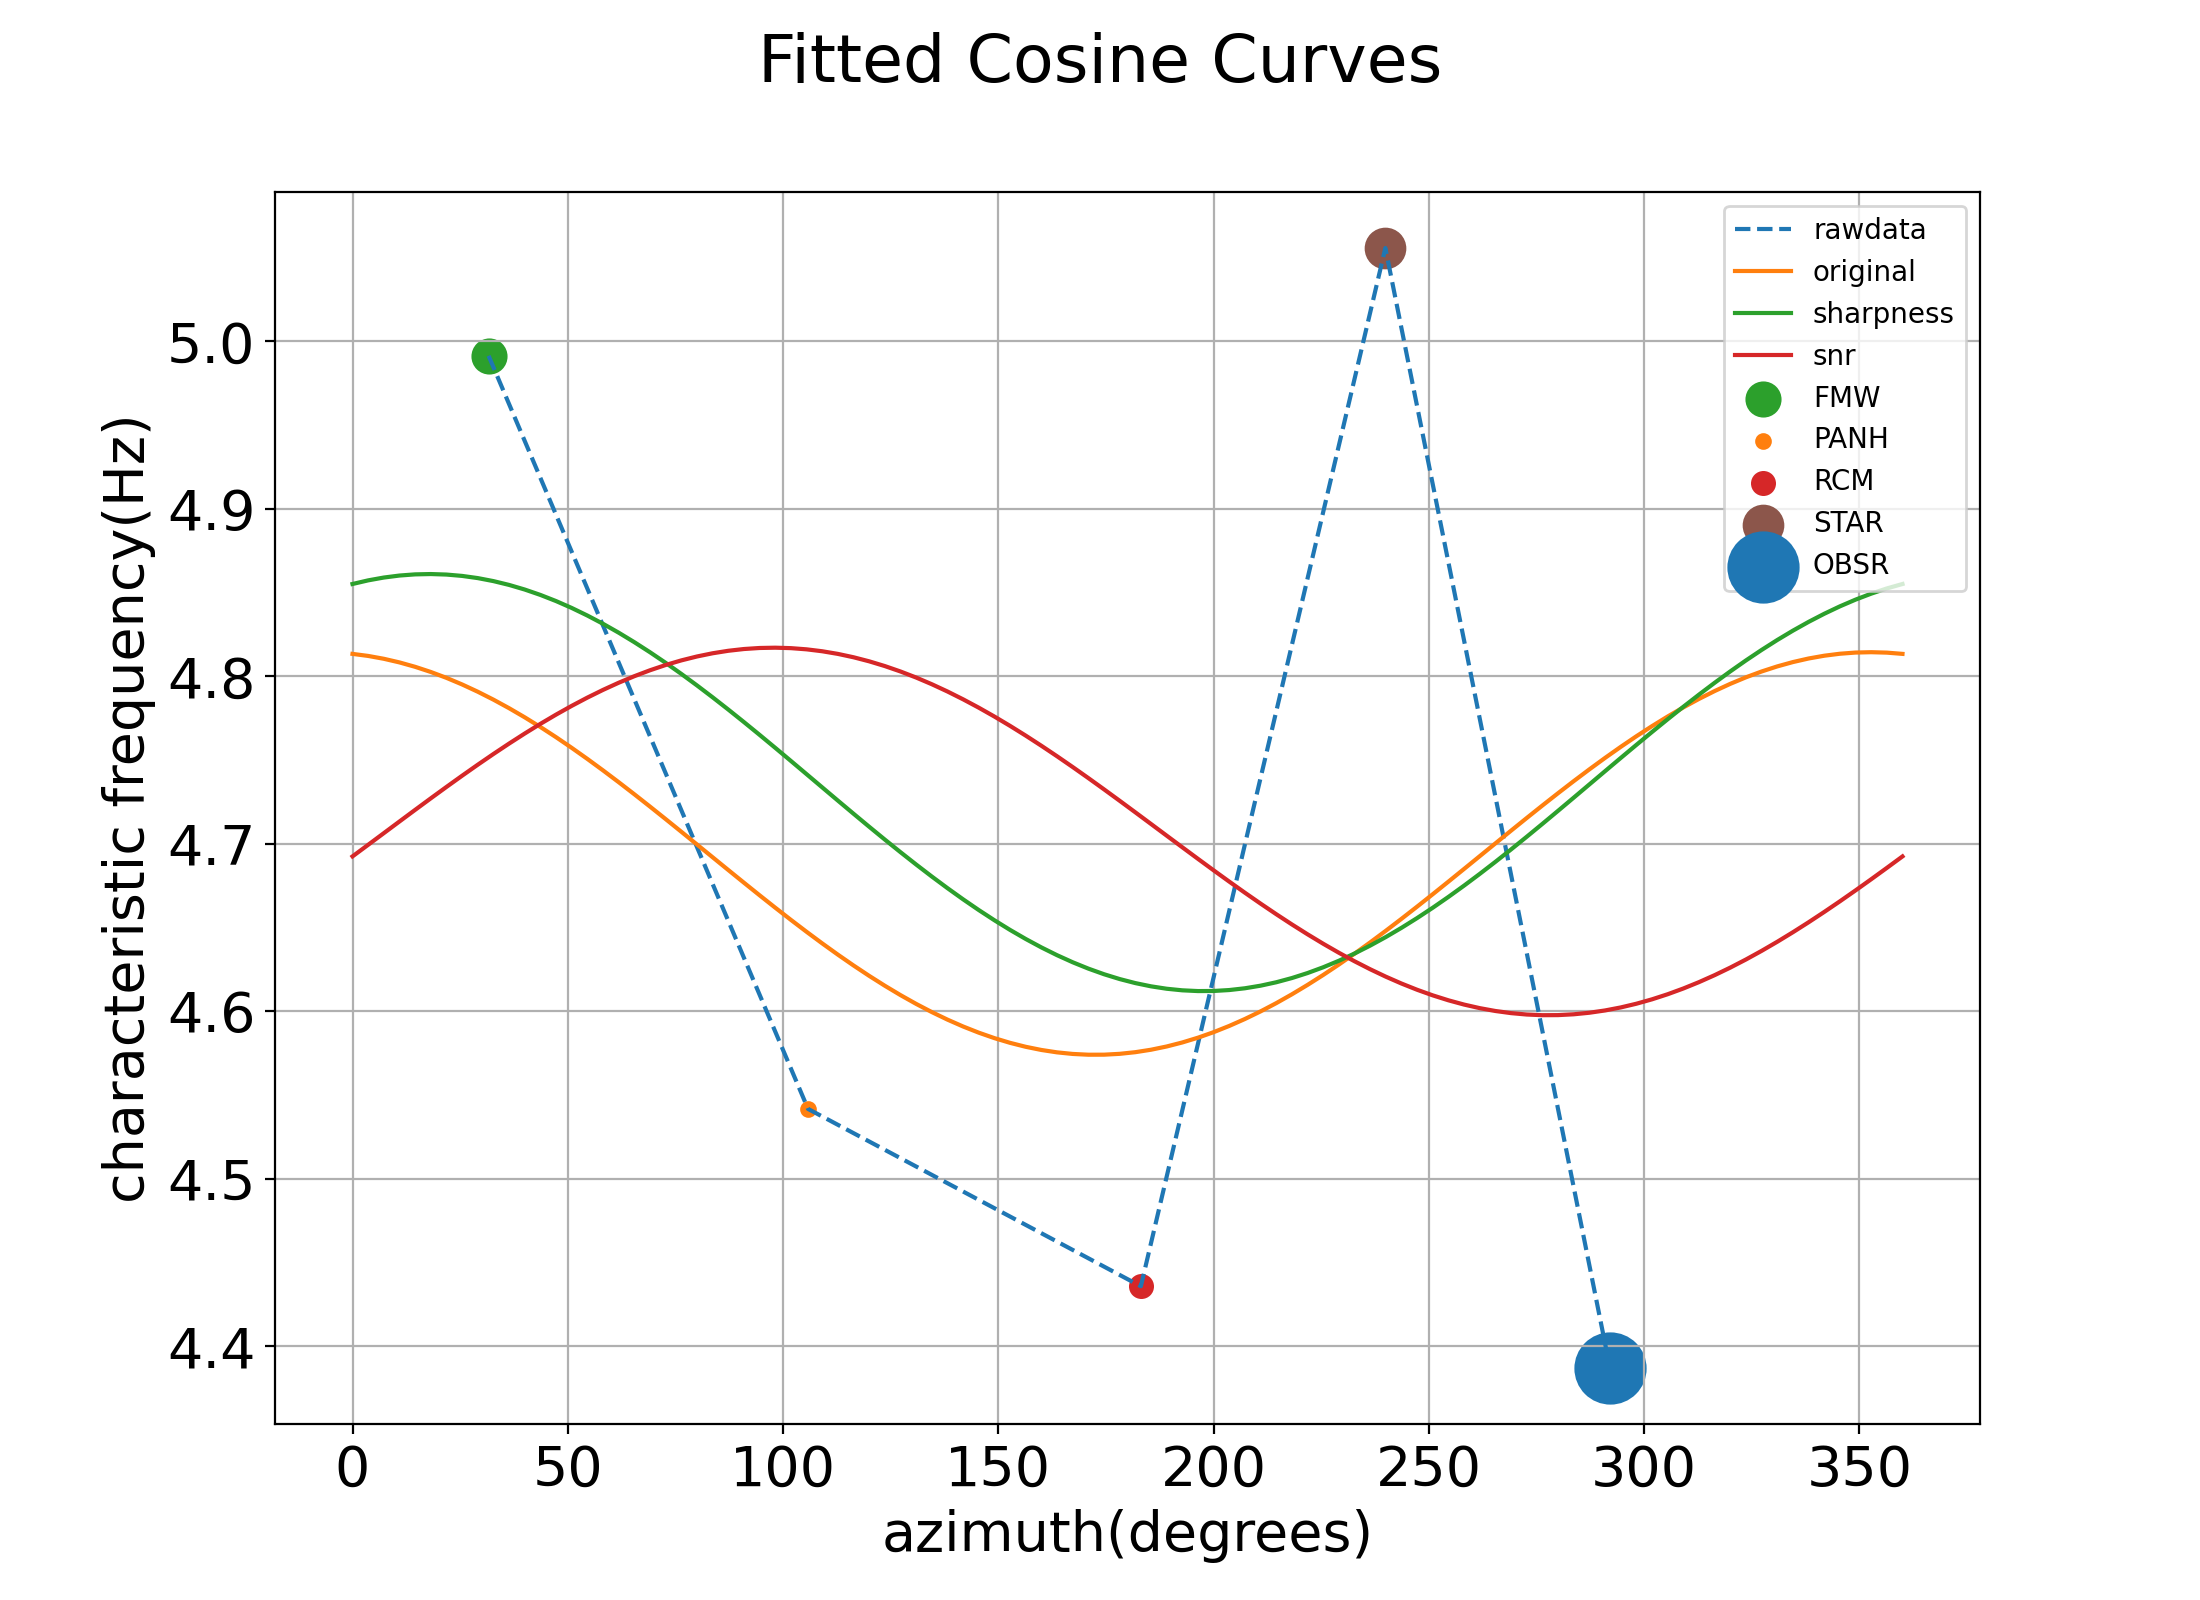 Fitted Cosine Curves
rawdata
original
sharpness
snr
FMW
PANH
RCM
STAR
OBSR
characteristic frequency(Hz)
5.0
4.9
4.8
4.7
4.6
4.5
4.4
0 50 100 150 200 250 300 350
azimuth(degrees)